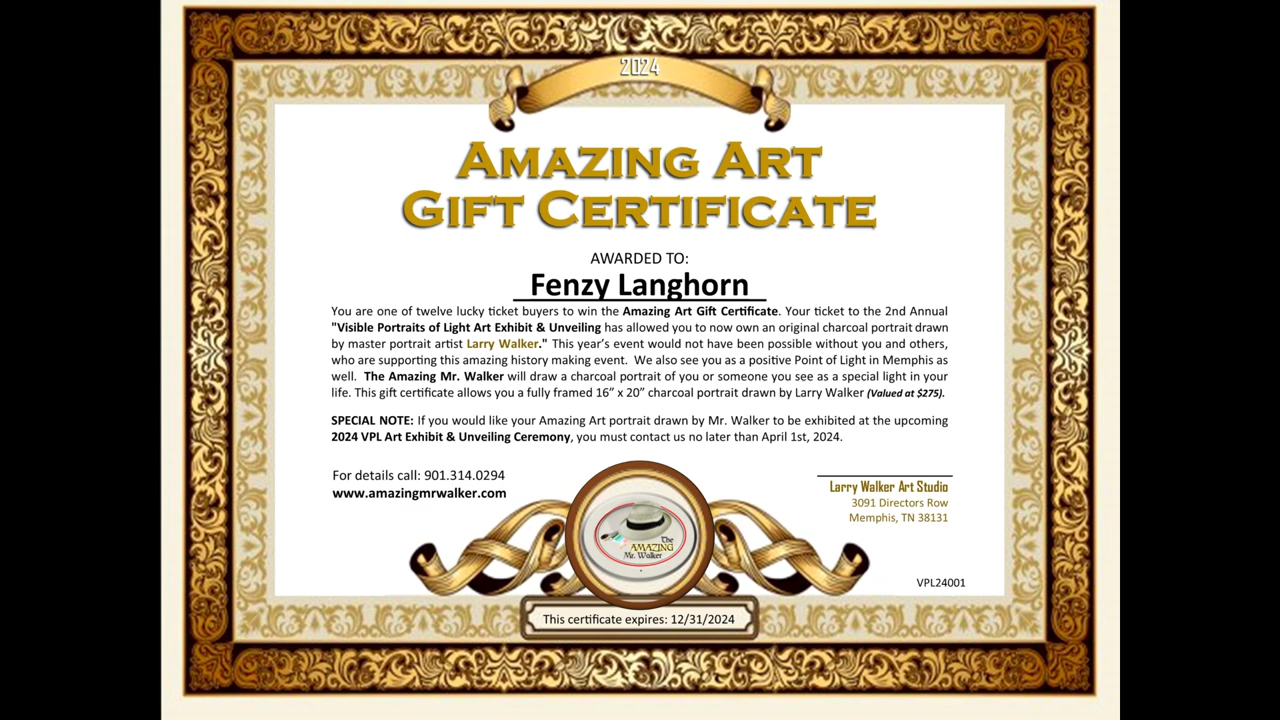 2024
AMAZING ART
GIFT CERTIFICATE
AWARDED TO:
Fenzy Langhorn
You are one of twelve lucky ticket buyers to win the Amazing Art Gift Certificate. Your ticket to the 2nd Annual
"Visible Portraits of Light Art Exhibit & Unveiling has allowed you to now own an original charcoal portrait drawn
by master portrait artist Larry Walker." This year's event would not have been possible without you and others,
who are supporting this amazing history making event. We also see you as a positive Point of Light in Memphis as
well. The Amazing Mr. Walker will draw a charcoal portrait of you or someone you see as a special light in your
life. This gift certificate allows you a fully framed 16” x 20” charcoal portrait drawn by Larry Walker (Valued at $275).
SPECIAL NOTE: If you would like your Amazing Art portrait drawn by Mr. Walker to be exhibited at the upcoming
2024 VPL Art Exhibit & Unveiling Ceremony, you must contact us no later than April 1st, 2024.
For details call: 901.314.0294
www.amazingmrwalker.com
Larry Walker Art Studio
3091 Directors Row
Memphis, TN 38131
The
AMAZING
Mr. Walker
VPL24001
This certificate expires: 12/31/2024